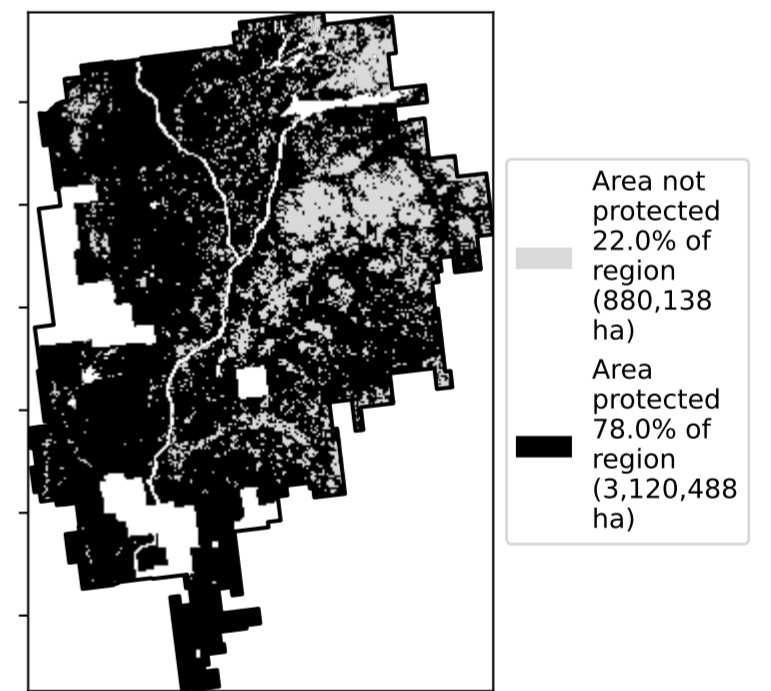 Area not
protected
22.0% of
region
(880,138
ha)
Area
protected
78.0% of
region
(3,120,488
ha)